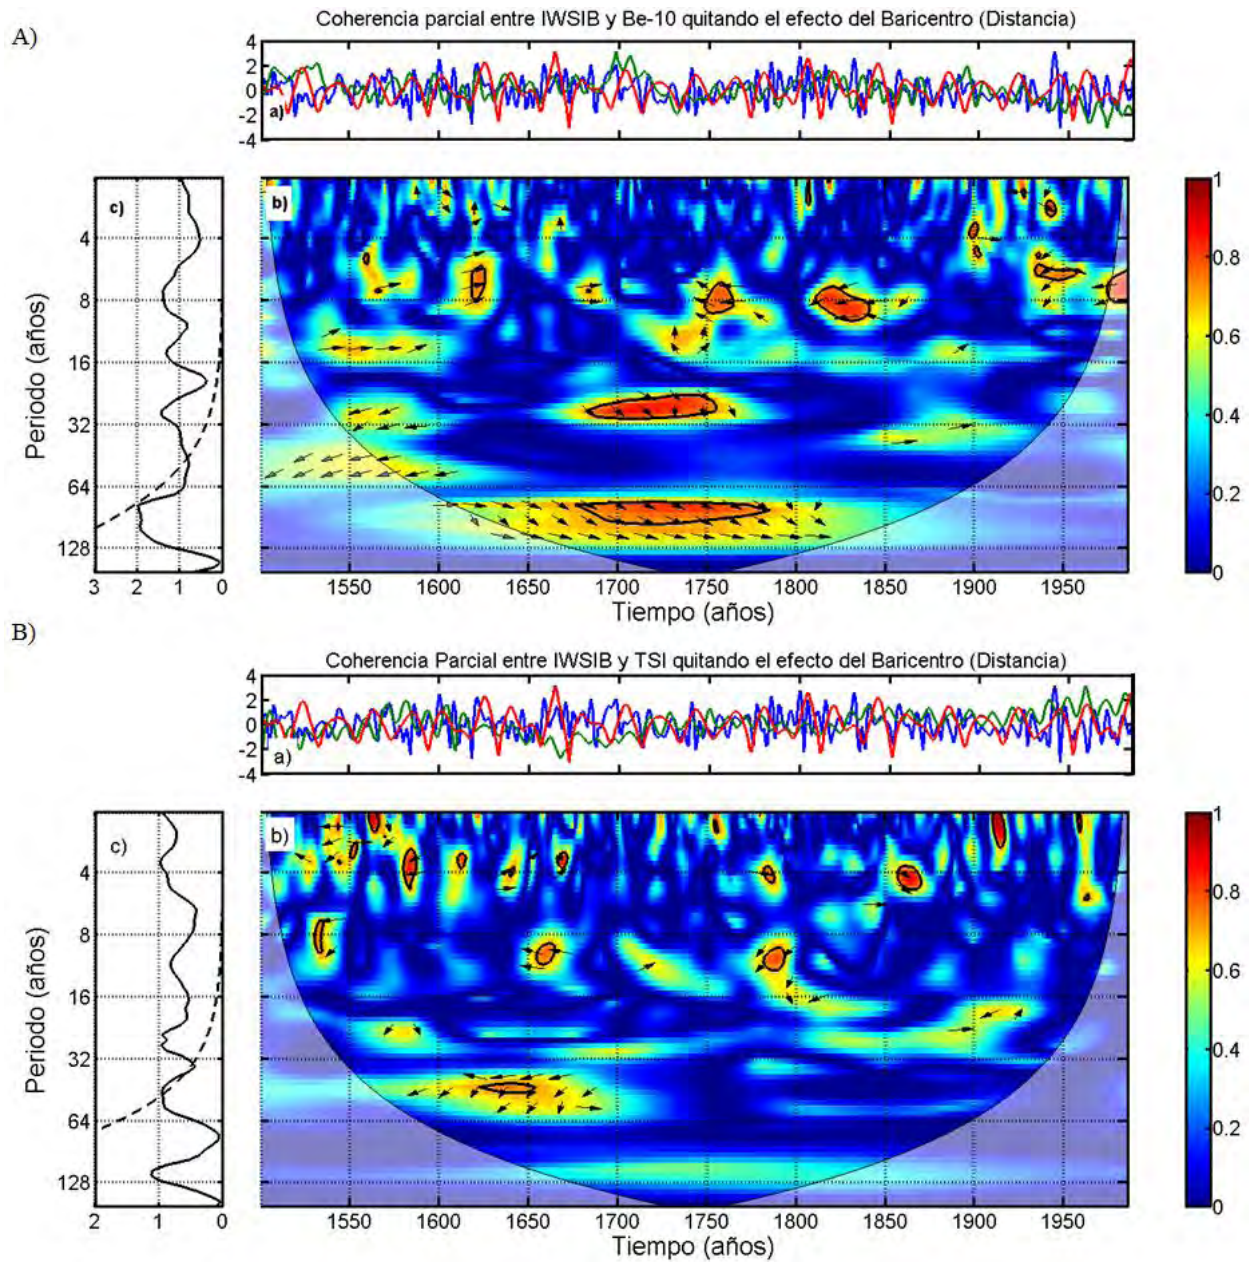 A)
Coherencia parcial entre IWSIB y Be-10 quitando el efecto del Baricentro (Distancia)
4
2
0
-2
-4
a)
c)
b)
Periodo (años)
4
8
16
32
64
128
3 2 1 0
1550 1600 1650 1700 1750 1800 1850 1900 1950
Tiempo (años)
1
0.8
0.6
0.4
0.2
0
B)
Coherencia Parcial entre IWSIB y TSI quitando el efecto del Baricentro (Distancia)
4
2
0
-2
-4
a)
c)
b)
Periodo (años)
4
8
16
32
64
128
2 1 0
1550 1600 1650 1700 1750 1800 1850 1900 1950
Tiempo (años)
1
0.8
0.6
0.4
0.2
0